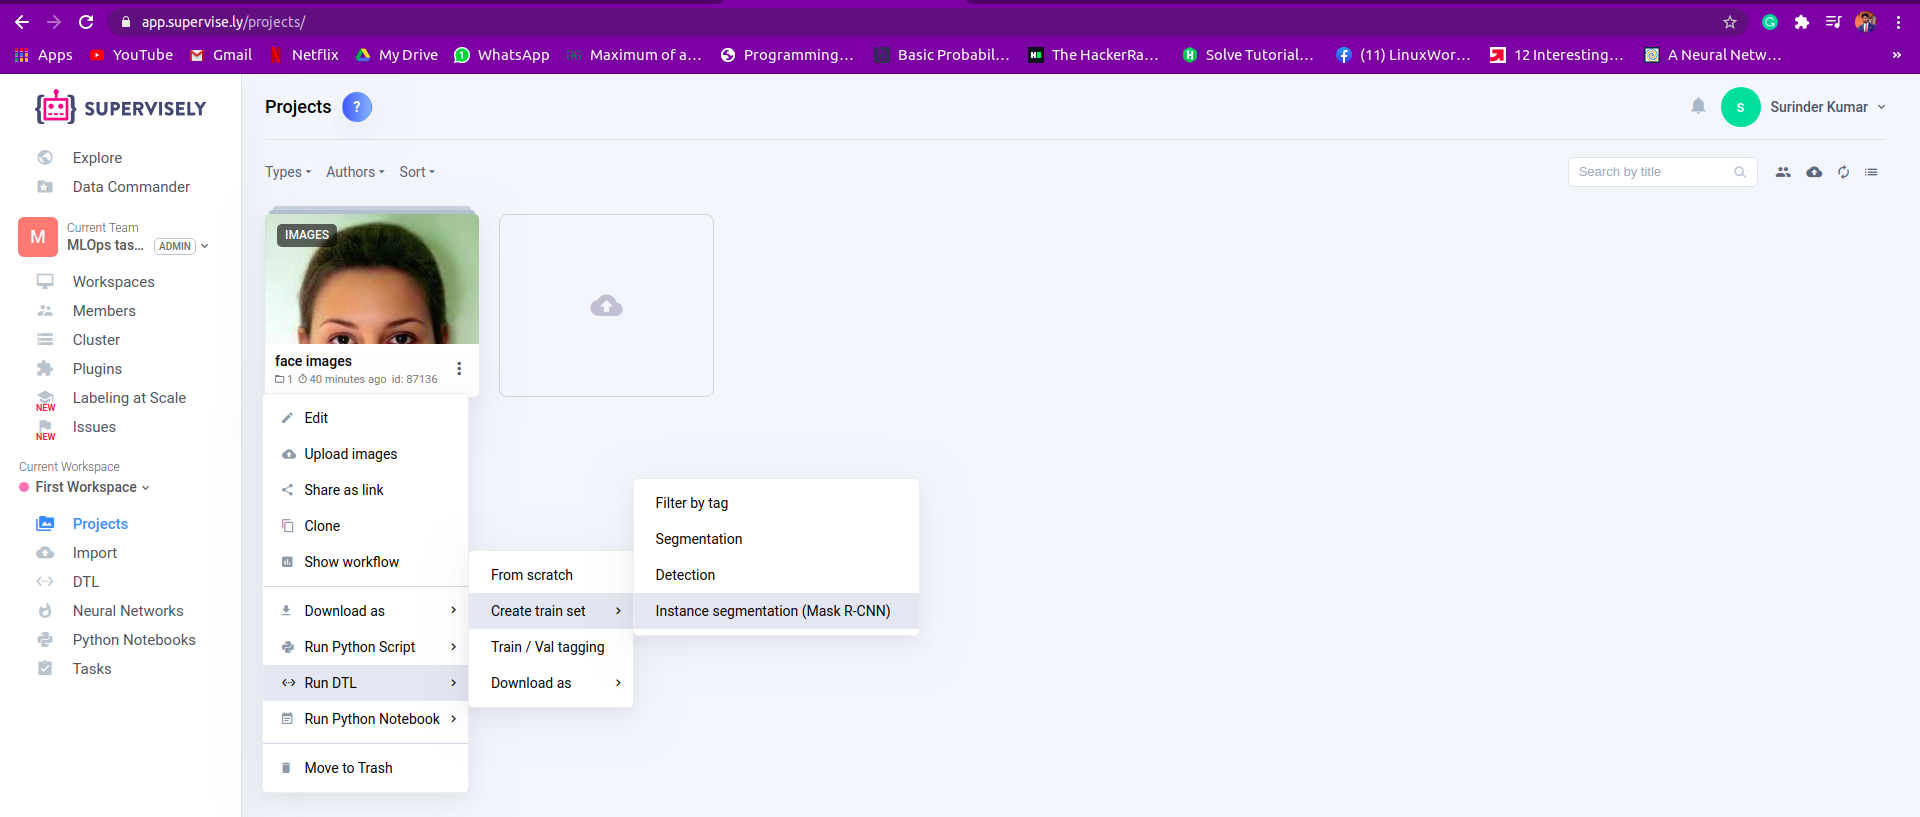 app.supervise.ly/projects/
Apps YouTube Gmail Netflix My Drive WhatsApp Maximum of a... Programming... Basic Probabil... The HackerRa... Solve Tutorial... (11) LinuxWor... 12 Interesting... A Neural Netw... »
SUPERVISELY
Explore
Data Commander
Current Team
M MLOps tas... ADMIN
Workspaces
Members
Cluster
Plugins
Labeling at Scale
NEW
Issues
NEW
Current Workspace
First Workspace
Projects
Import
DTL
Neural Networks
Python Notebooks
Tasks
Projects ?
S Surinder Kumar
Types Authors Sort
Search by title
IMAGES
face images
1 40 minutes ago id: 87136
Edit
Upload images
Share as link
Clone
Show workflow
Download as
Run Python Script
Run DTL
Run Python Notebook
Move to Trash
From scratch
Create train set
Train / Val tagging
Download as
Filter by tag
Segmentation
Detection
Instance segmentation (Mask R-CNN)